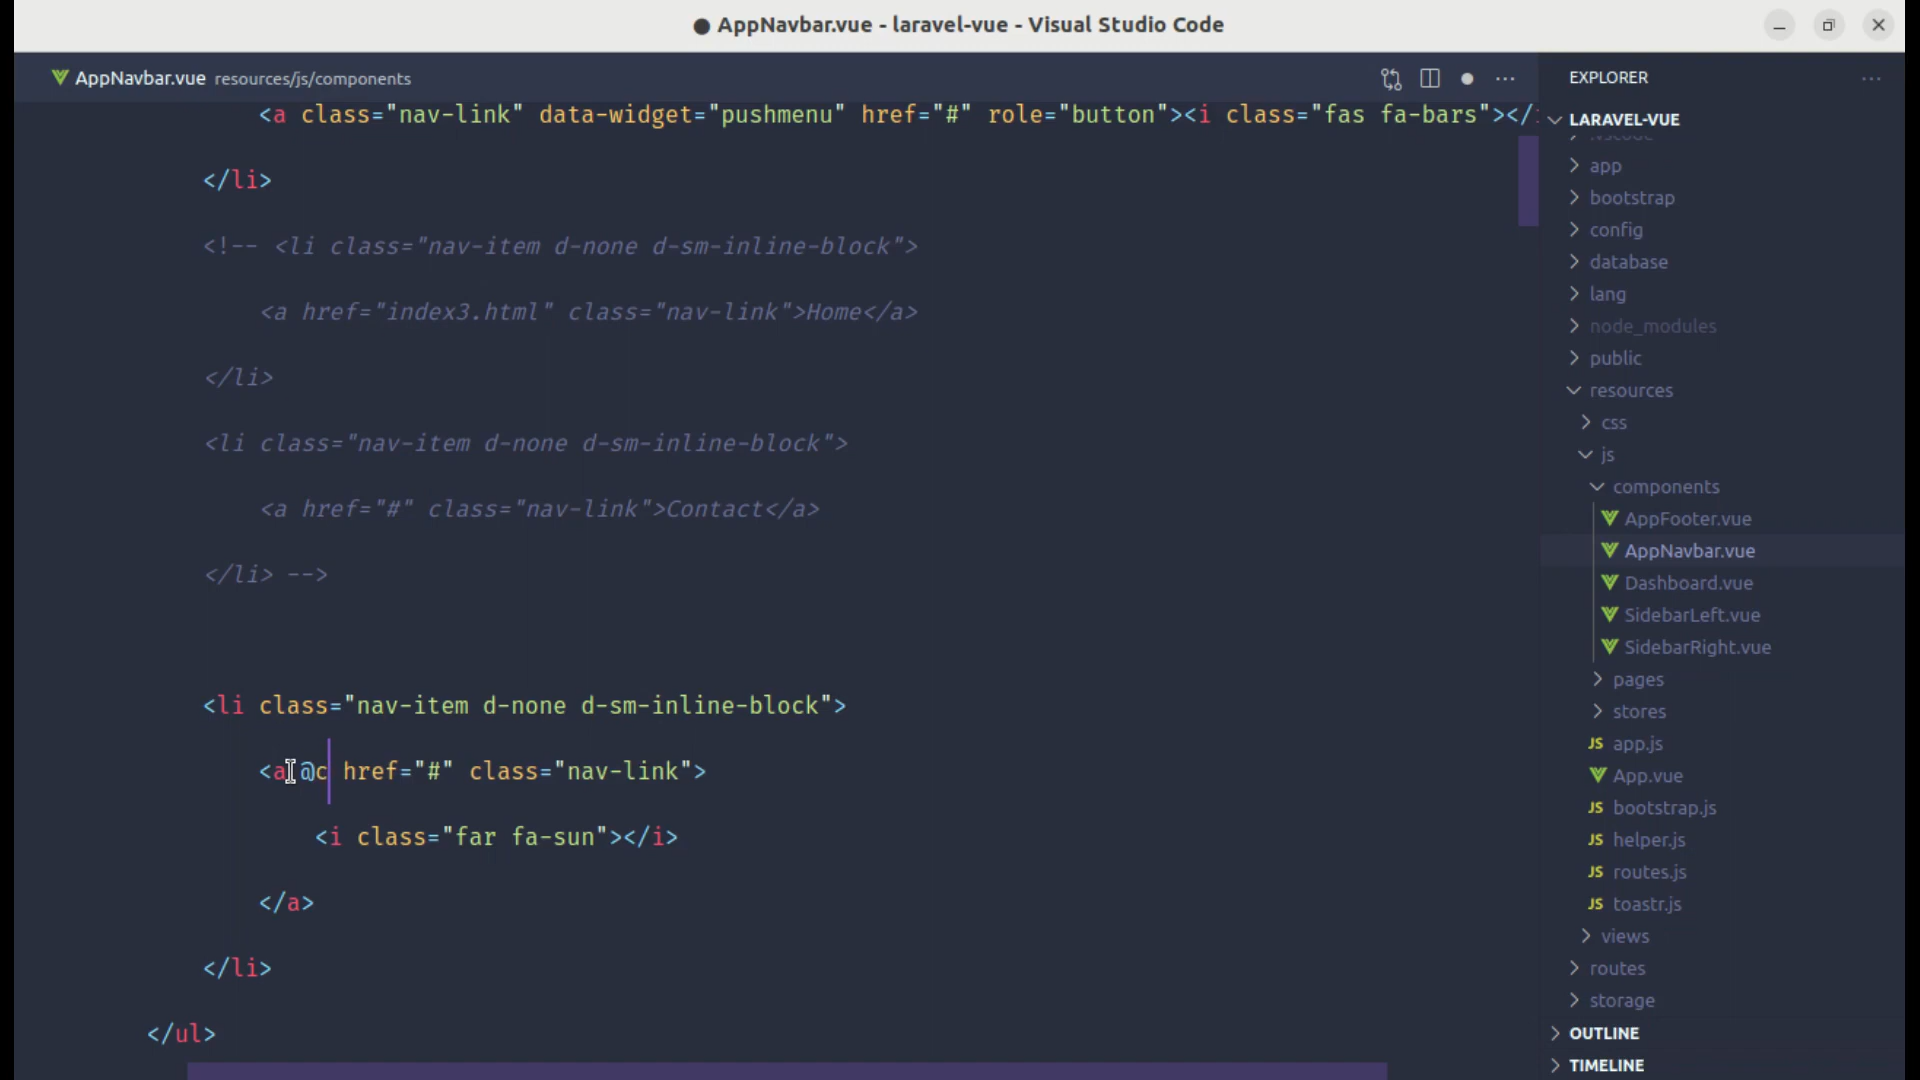 ● AppNavbar.vue - laravel-vue - Visual Studio Code
AppNavbar.vue resources/js/components
<a class="nav-link" data-widget="pushmenu" href="#" role="button"><i class="fas fa-bars"></i
</li>
<!-- <li class="nav-item d-none d-sm-inline-block">
<a href="index3.html" class="nav-link">Home</a>
</li>
<li class="nav-item d-none d-sm-inline-block">
<a href="#" class="nav-link">Contact</a>
</li> -->
<li class="nav-item d-none d-sm-inline-block">
<a @c href="#" class="nav-link">
<i class="far fa-sun"></i>
</a>
</li>
</ul>
EXPLORER
LARAVEL-VUE
.vscode
app
bootstrap
config
database
lang
node_modules
public
resources
css
js
components
AppFooter.vue
AppNavbar.vue
Dashboard.vue
SidebarLeft.vue
SidebarRight.vue
pages
stores
JS app.js
App.vue
JS bootstrap.js
JS helper.js
JS routes.js
JS toastr.js
views
routes
storage
OUTLINE
TIMELINE